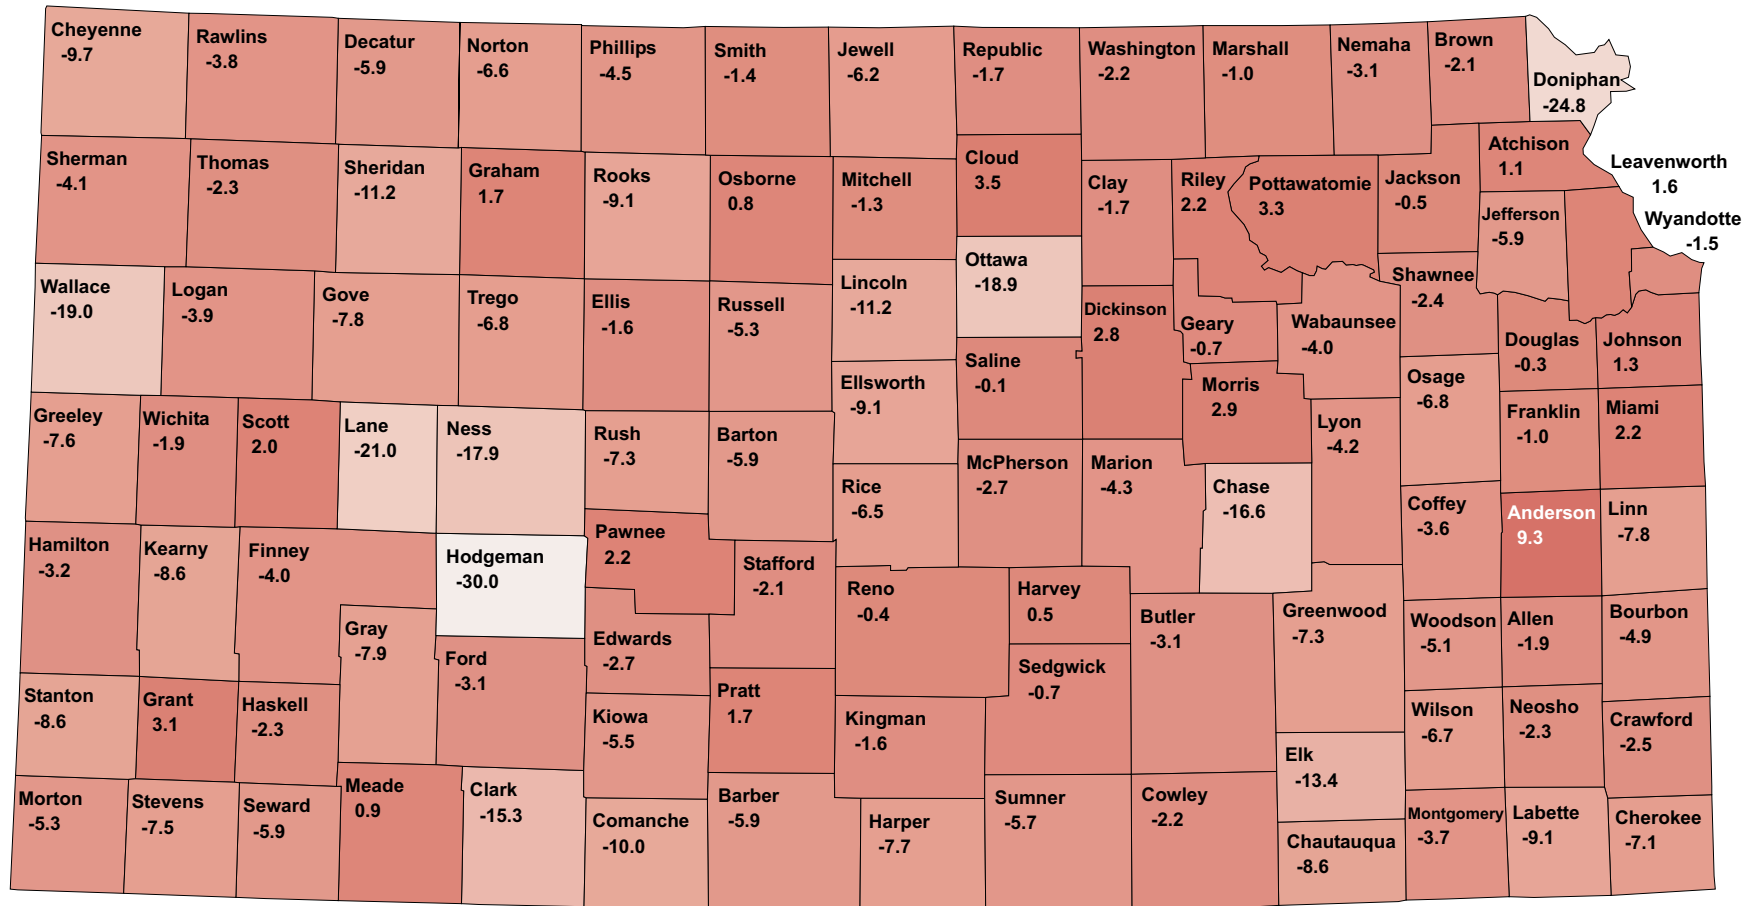 Cheyenne
-9.7
Rawlins
-3.8
Decatur
-5.9
Norton
-6.6
Phillips
-4.5
Smith
-1.4
Jewell
-6.2
Republic
-1.7
Washington
-2.2
Marshall
-1.0
Nemaha
-3.1
Brown
-2.1
Doniphan
-24.8
Sherman
-4.1
Thomas
-2.3
Sheridan
-11.2
Graham
1.7
Rooks
-9.1
Osborne
0.8
Mitchell
-1.3
Cloud
3.5
Clay
-1.7
Riley
2.2
Pottawatomie
3.3
Jackson
-0.5
Atchison
1.1
Jefferson
-5.9
Leavenworth
1.6
Wyandotte
-1.5
Wallace
-19.0
Logan
-3.9
Gove
-7.8
Trego
-6.8
Ellis
-1.6
Russell
-5.3
Lincoln
-11.2
Ottawa
-18.9
Saline
-0.1
Dickinson
2.8
Geary
-0.7
Wabaunsee
-4.0
Shawnee
-2.4
Douglas
-0.3
Johnson
1.3
Ellsworth
-9.1
Morris
2.9
Osage
-6.8
Franklin
-1.0
Miami
2.2
Greeley
-7.6
Wichita
-1.9
Scott
2.0
Lane
-21.0
Ness
-17.9
Rush
-7.3
Barton
-5.9
Rice
-6.5
McPherson
-2.7
Marion
-4.3
Chase
-16.6
Lyon
-4.2
Coffey
-3.6
Anderson
9.3
Linn
-7.8
Hamilton
-3.2
Kearny
-8.6
Finney
-4.0
Hodgeman
-30.0
Pawnee
2.2
Stafford
-2.1
Reno
-0.4
Harvey
0.5
Butler
-3.1
Greenwood
-7.3
Woodson
-5.1
Allen
-1.9
Bourbon
-4.9
Gray
-7.9
Ford
-3.1
Edwards
-2.7
Sedgwick
-0.7
Stanton
-8.6
Grant
3.1
Haskell
-2.3
Kiowa
-5.5
Pratt
1.7
Kingman
-1.6
Wilson
-6.7
Neosho
-2.3
Crawford
-2.5
Elk
-13.4
Morton
-5.3
Stevens
-7.5
Seward
-5.9
Meade
0.9
Clark
-15.3
Comanche
-10.0
Barber
-5.9
Harper
-7.7
Sumner
-5.7
Cowley
-2.2
Chautauqua
-8.6
Montgomery
-3.7
Labette
-9.1
Cherokee
-7.1